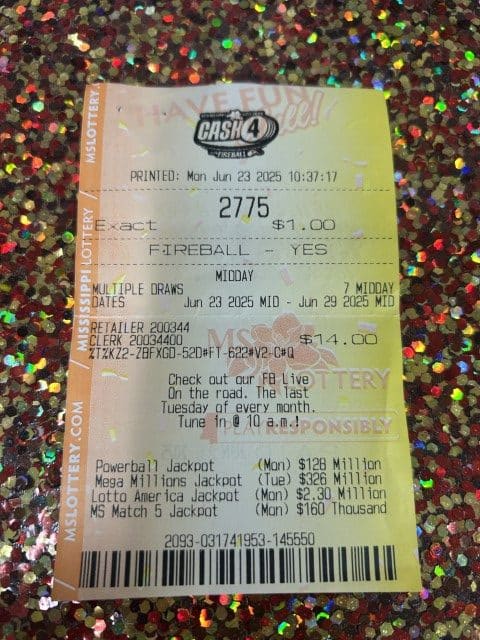 HAVE FUN
MSLOTTERY.
MISSISSIPPI LOTTERY
MSLOTTERY.COM
CASH 4
FIREBALL
PRINTED: Mon Jun 23 2025 10:37:17
2775
Exact $1.00
FIREBALL - YES
MIDDAY
MULTIPLE DRAWS 7 MIDDAY
DATES Jun 23 2025 MID - Jun 29 2025 MID
RETAILER 200344
CLERK 20034400 $14.00
LOTTERY
Check out our FB Live
On the road. The last
Tuesday of every month.
Tune in @ 10 a.m!
PLAY RESPONSIBLY
Powerball Jackpot (Mon) $126 Million
Mega Millions Jackpot (Tue) $326 Million
Lotto America Jackpot (Mon) $2.30 Million
MS Match 5 Jackpot (Mon) $160 Thousand
2093-031741953-145550